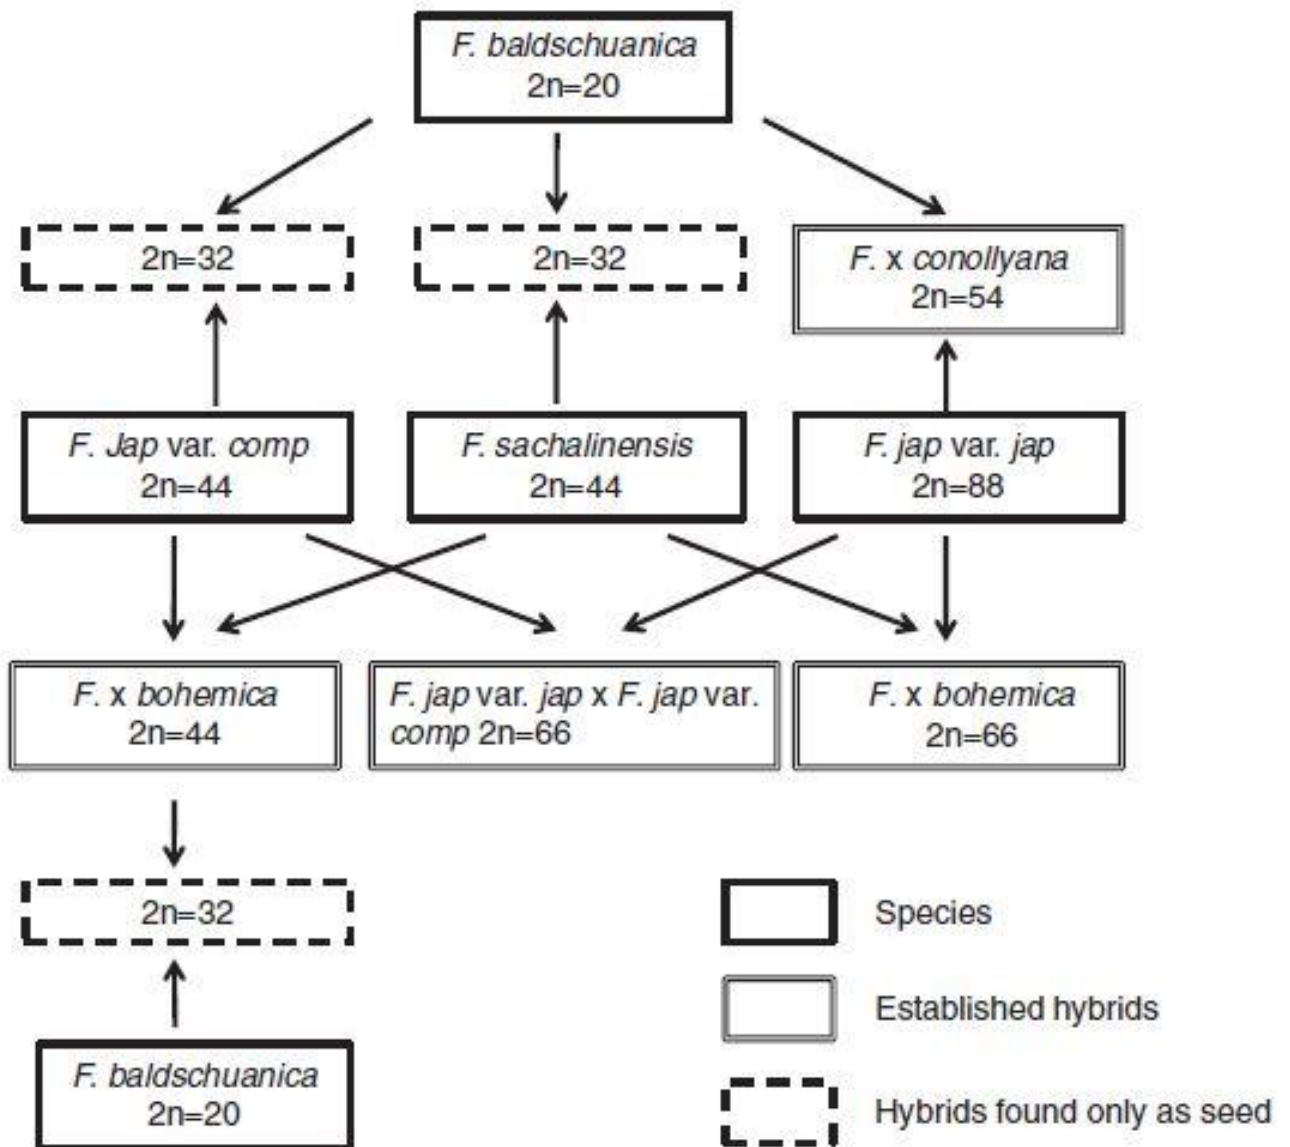 F. baldschuanica
2n=20
2n=32
2n=32
F. x conollyana
2n=54
F. Jap var. comp
2n=44
F. sachalinensis
2n=44
F. jap var. jap
2n=88
F. x bohemica
2n=44
F. jap var. jap x F. jap var.
comp 2n=66
F. x bohemica
2n=66
2n=32
F. baldschuanica
2n=20
Species
Established hybrids
Hybrids found only as seed